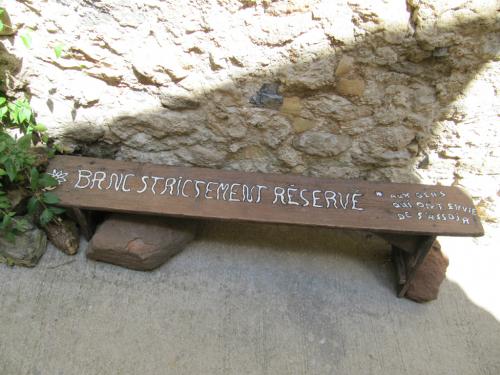 BANC STRICTEMENT RÉSERVÉ
AUX GENS
QUI ONT ENVIE
DE S'ASSOIR